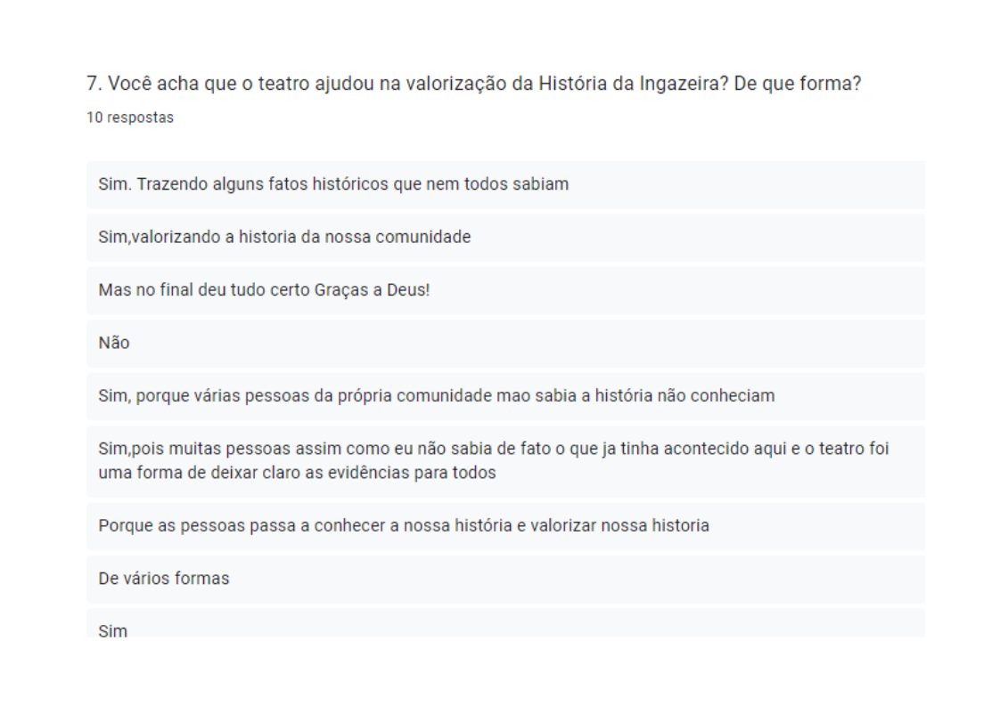 7. Você acha que o teatro ajudou na valorização da História da Ingazeira? De que forma?
10 respostas
Sim. Trazendo alguns fatos históricos que nem todos sabiam
Sim,valorizando a historia da nossa comunidade
Mas no final deu tudo certo Graças a Deus!
Não
Sim, porque várias pessoas da própria comunidade mao sabia a história não conheciam
Sim,pois muitas pessoas assim como eu não sabia de fato o que ja tinha acontecido aqui e o teatro foi
uma forma de deixar claro as evidências para todos
Porque as pessoas passa a conhecer a nossa história e valorizar nossa historia
De vários formas
Sim